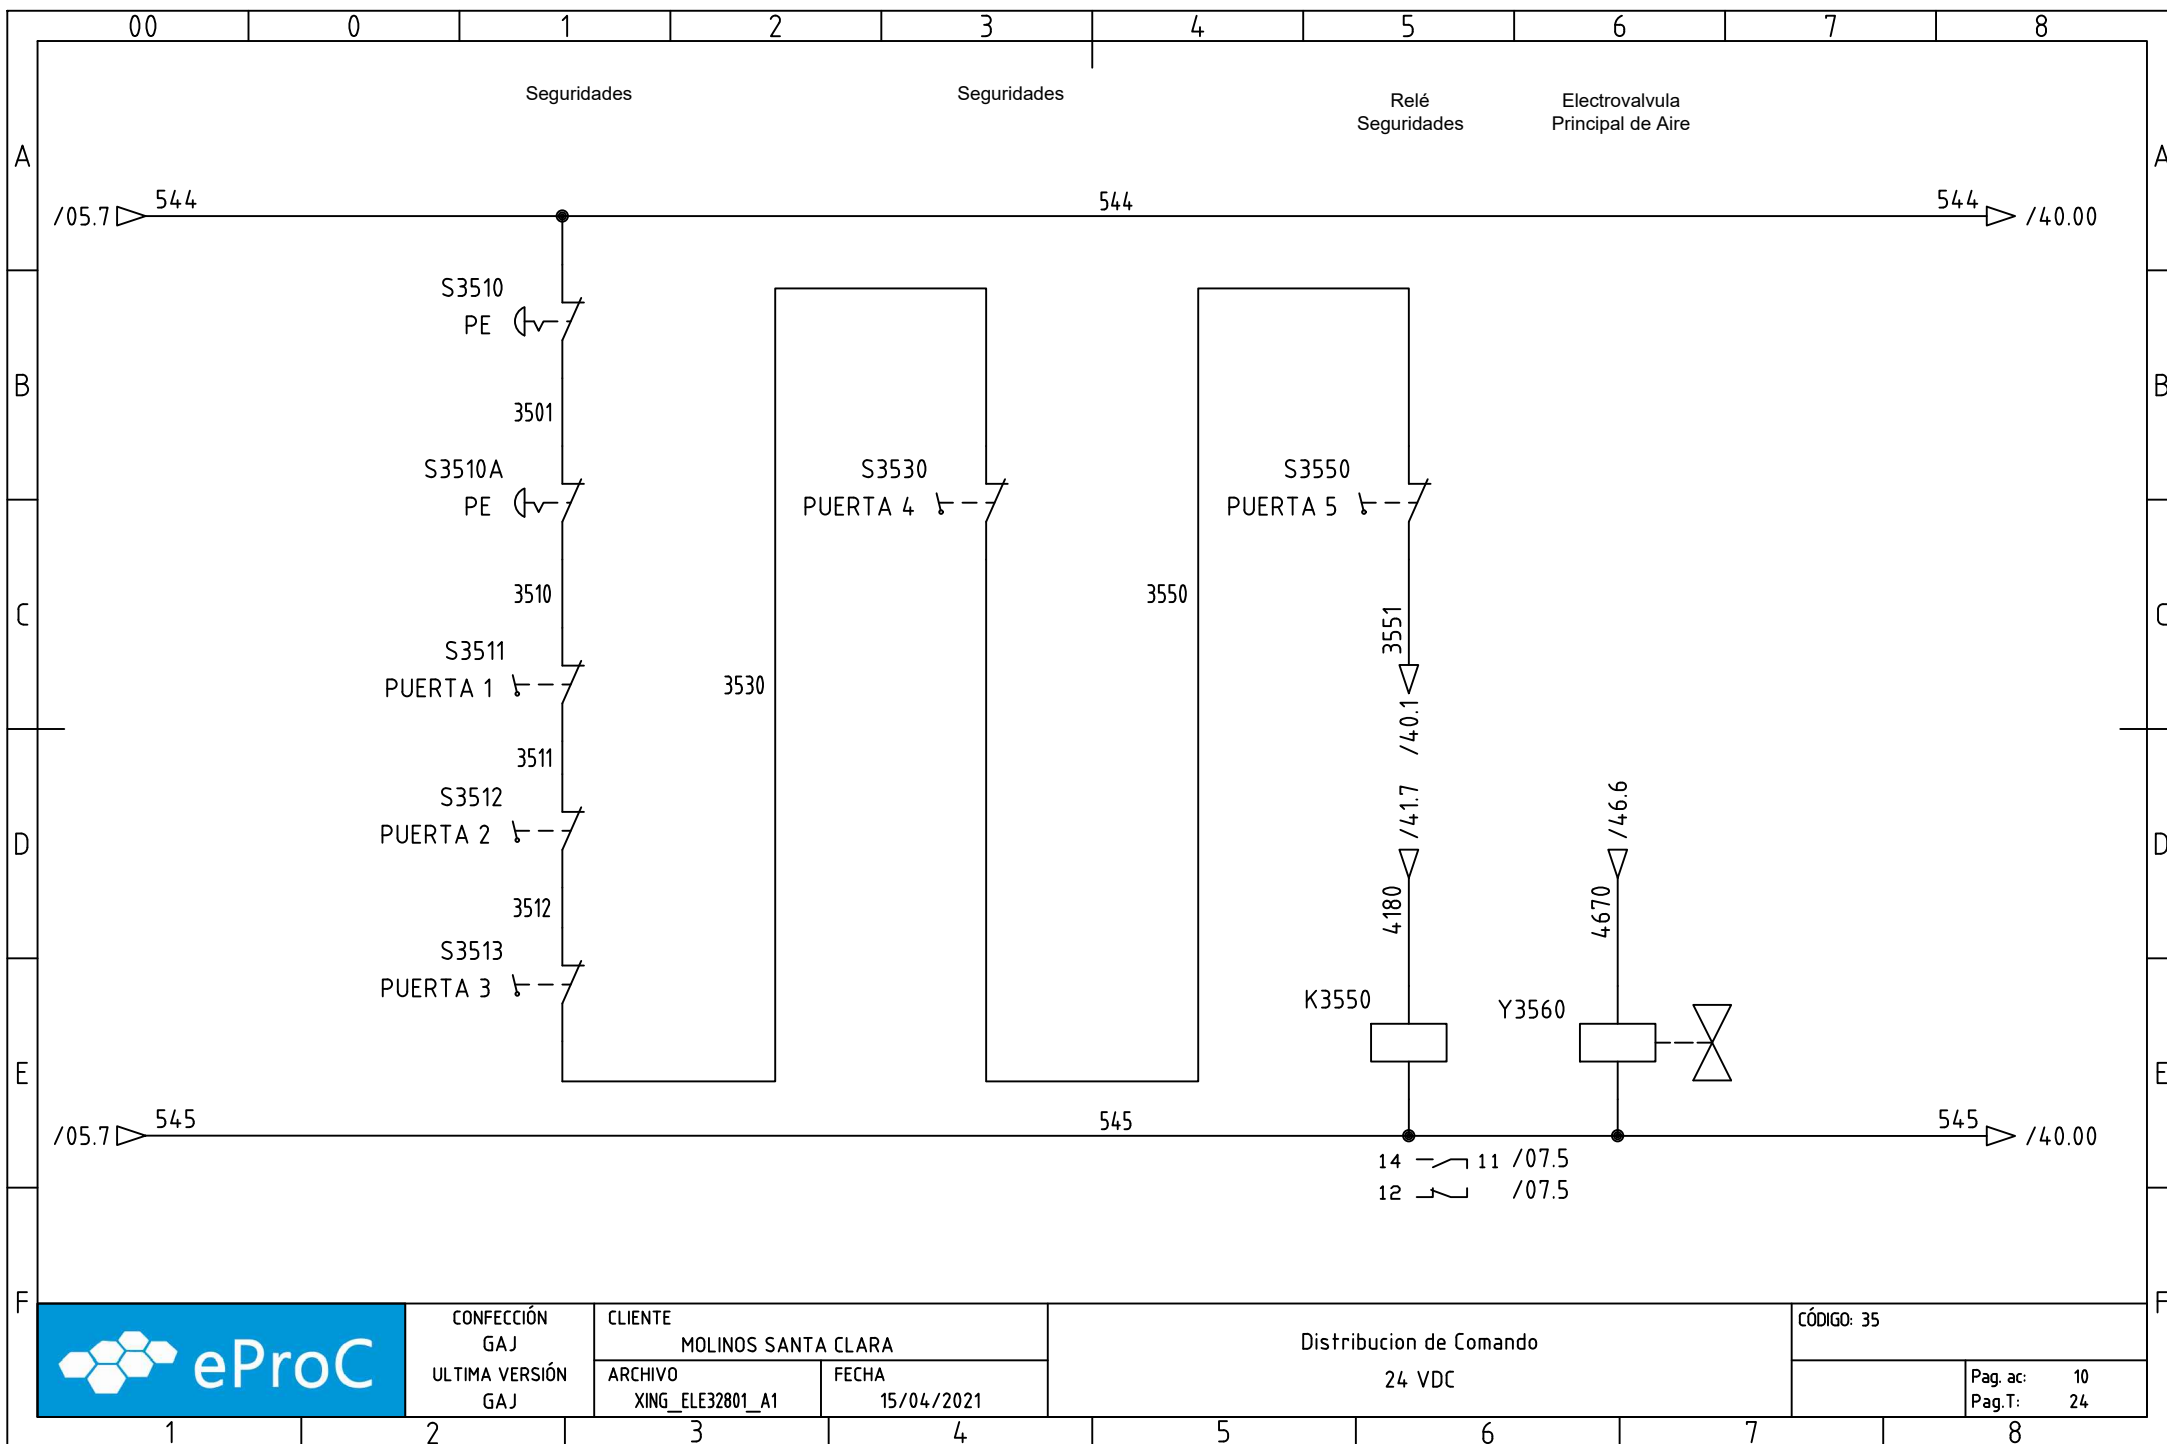 00 0 1 2 3 4 5 6 7 8
Seguridades
Seguridades
Relé
Seguridades
Electrovalvula
Principal de Aire
A
A
/05.7 544
544
544 /40.00
S3510
PE
B
B
3501
S3510A
PE
S3530
PUERTA 4
S3550
PUERTA 5
3510
3550
C
C
3551
S3511
PUERTA 1
3530
/40.1
3511
S3512
PUERTA 2
/41.7
/46.6
D
D
3512
4180
4670
S3513
PUERTA 3
K3550
Y3560
E
E
/05.7 545
545
545 /40.00
14 11 /07.5
12 /07.5
F
F
eProC
CONFECCIÓN
GAJ
ULTIMA VERSIÓN
GAJ
CLIENTE
MOLINOS SANTA CLARA
ARCHIVO
XING_ELE32801_A1
FECHA
15/04/2021
Distribucion de Comando
24 VDC
CÓDIGO: 35
Pag. ac: 10
Pag.T: 24
1 2 3 4 5 6 7 8